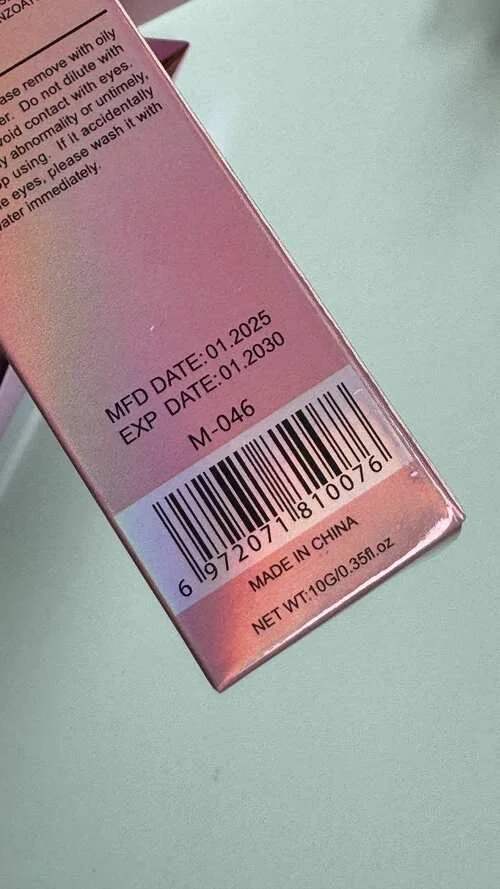 ase remove with oily
er. Do not dilute with
void contact with eyes.
y abnormality or untimely,
p using. If it accidentally
e eyes, please wash it with
vater immediately.
MFD DATE:01.2025
EXP DATE:01.2030
M-046
6 972071 810076
MADE IN CHINA
NET WT:10G/0.35fl.oz